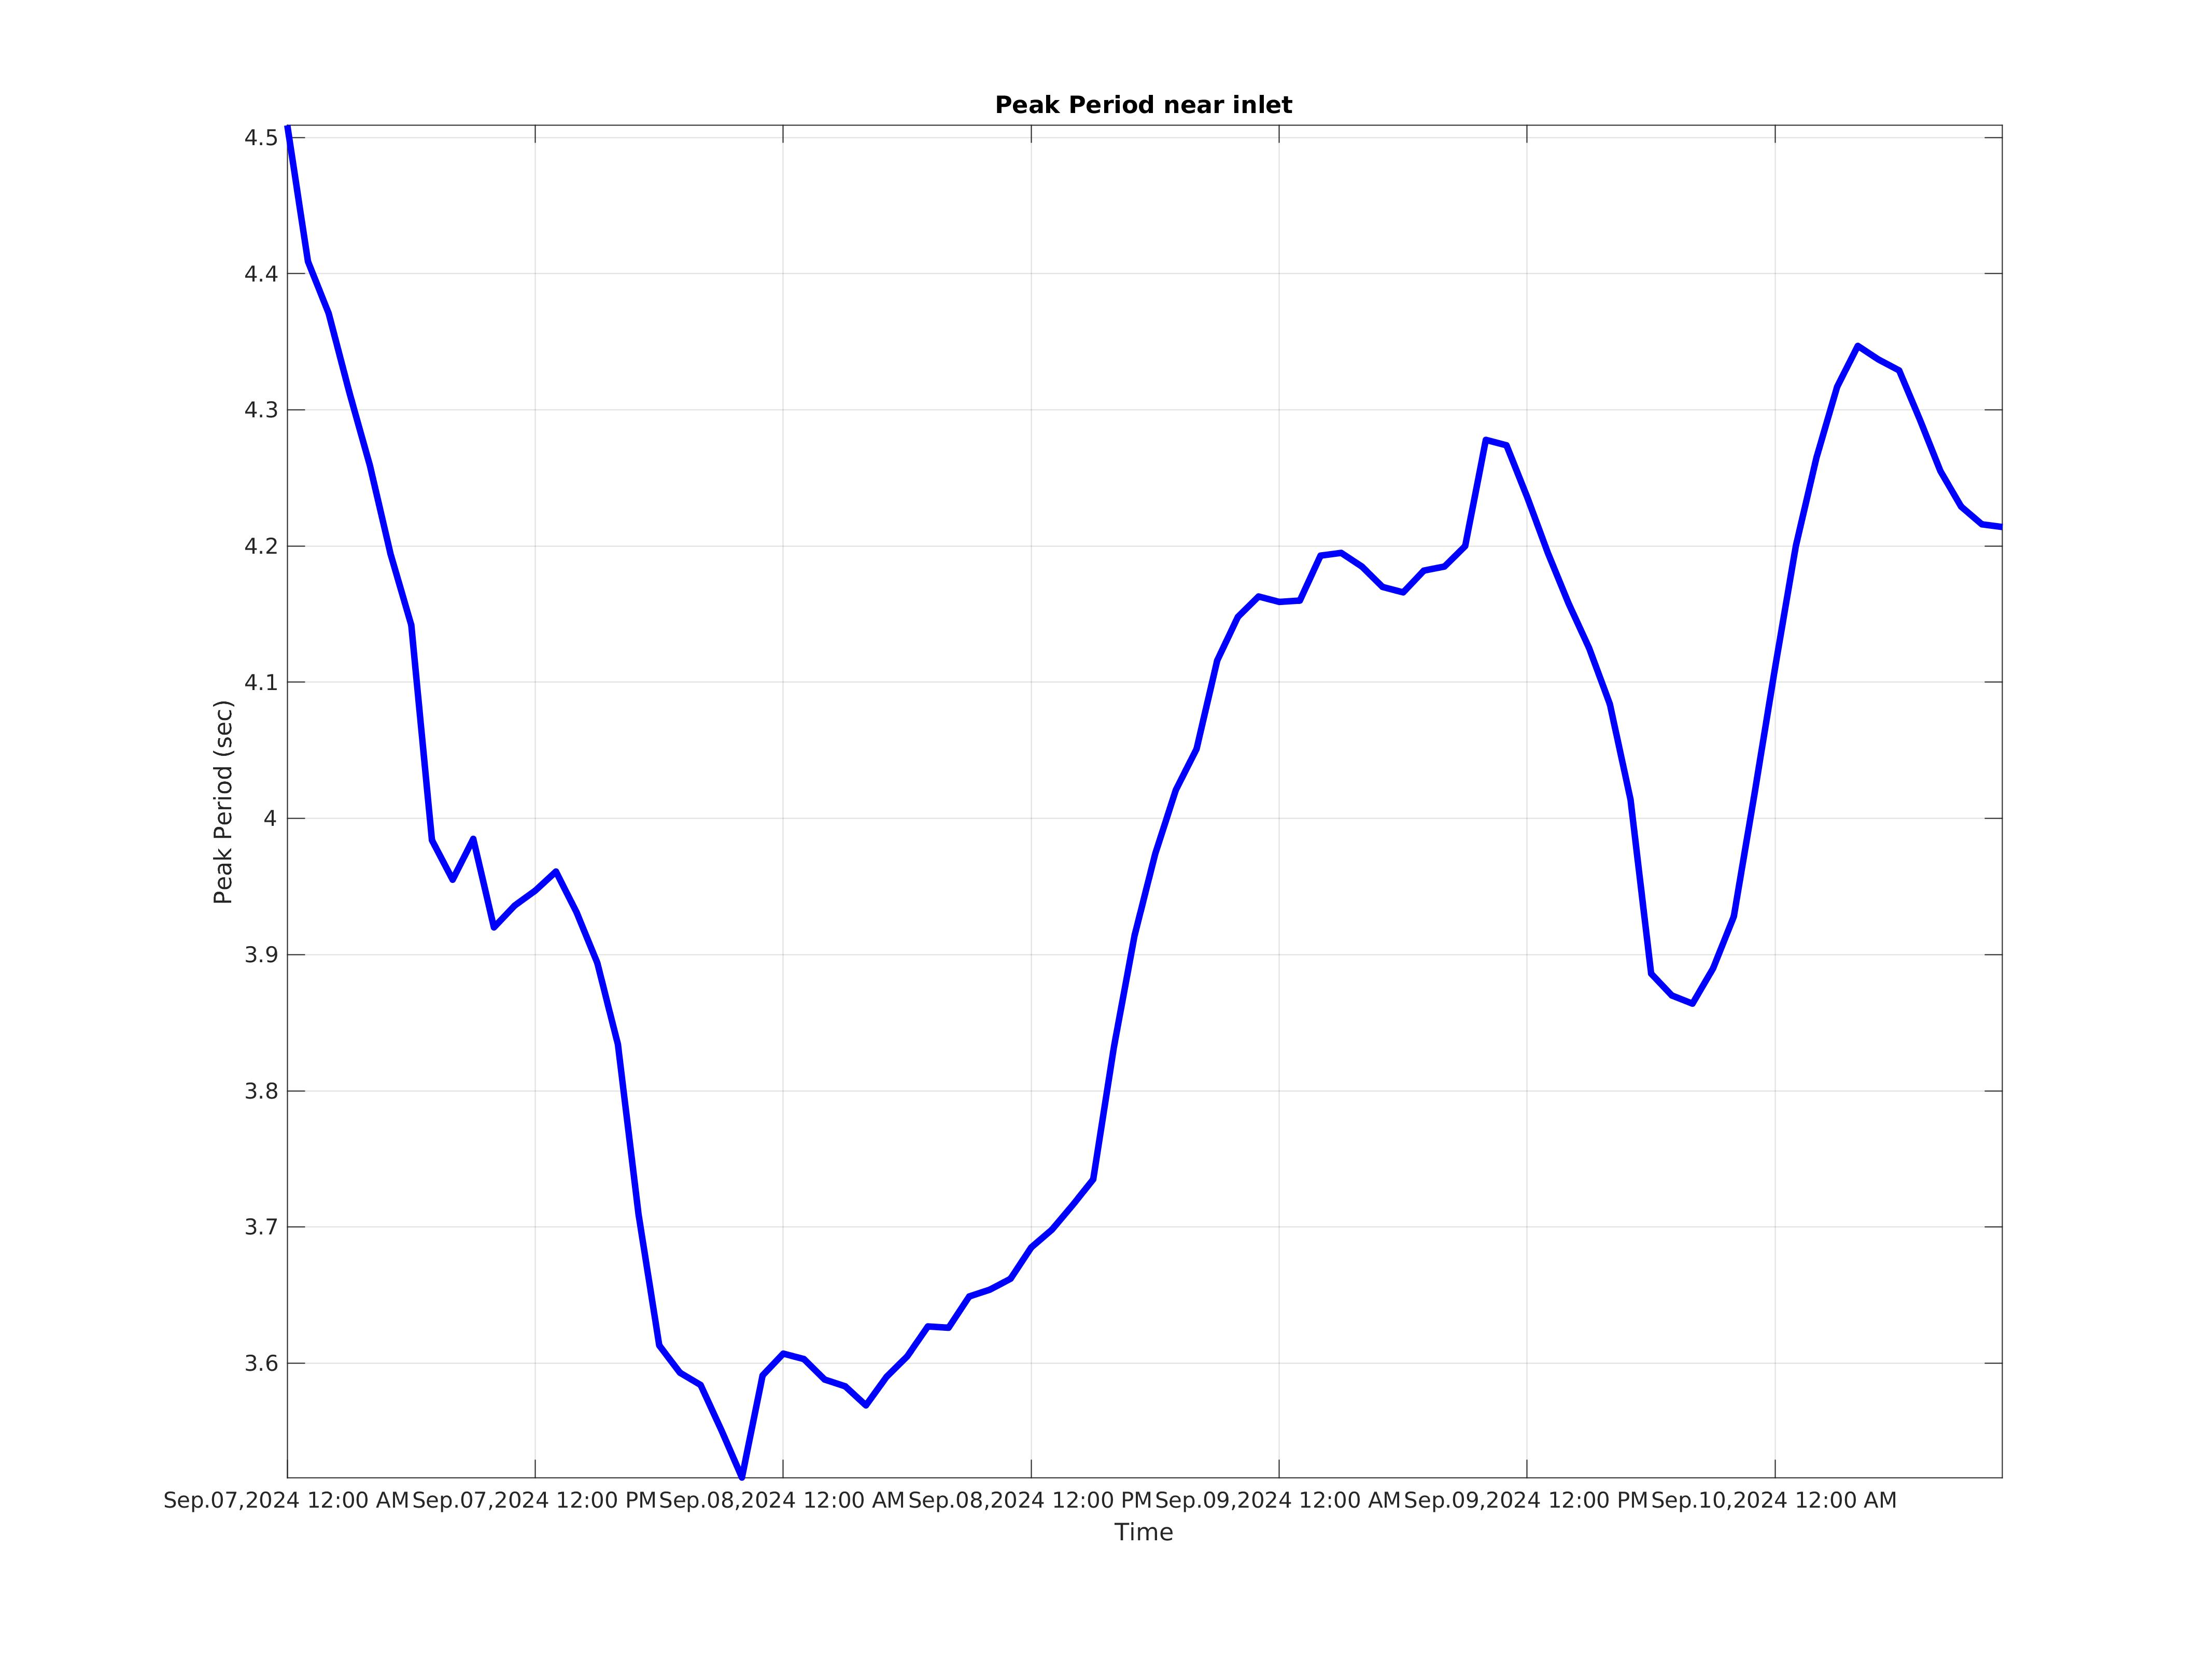 Peak Period near inlet
4.5
4.4
4.3
4.2
4.1
4
3.9
3.8
3.7
3.6
Peak Period (sec)
Sep.07,2024 12:00 AM Sep.07,2024 12:00 PM Sep.08,2024 12:00 AM Sep.08,2024 12:00 PM Sep.09,2024 12:00 AM Sep.09,2024 12:00 PM Sep.10,2024 12:00 AM
Time